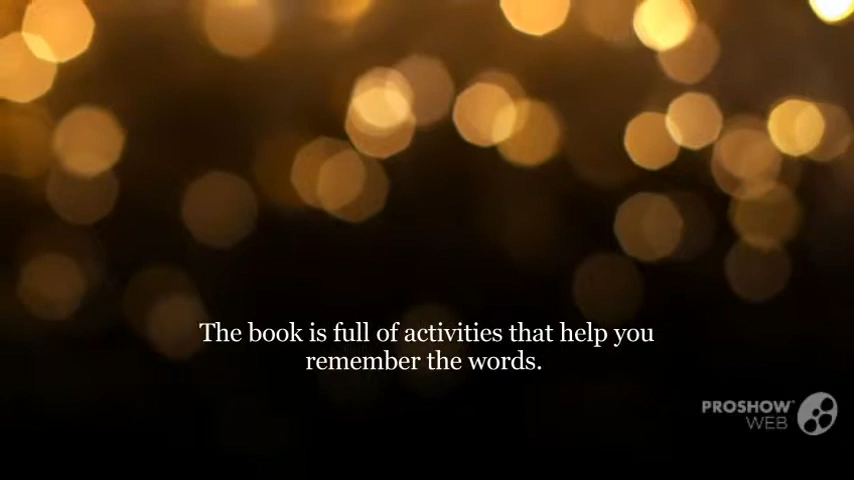 The book is full of activities that help you
remember the words.
PROSHOW
WEB